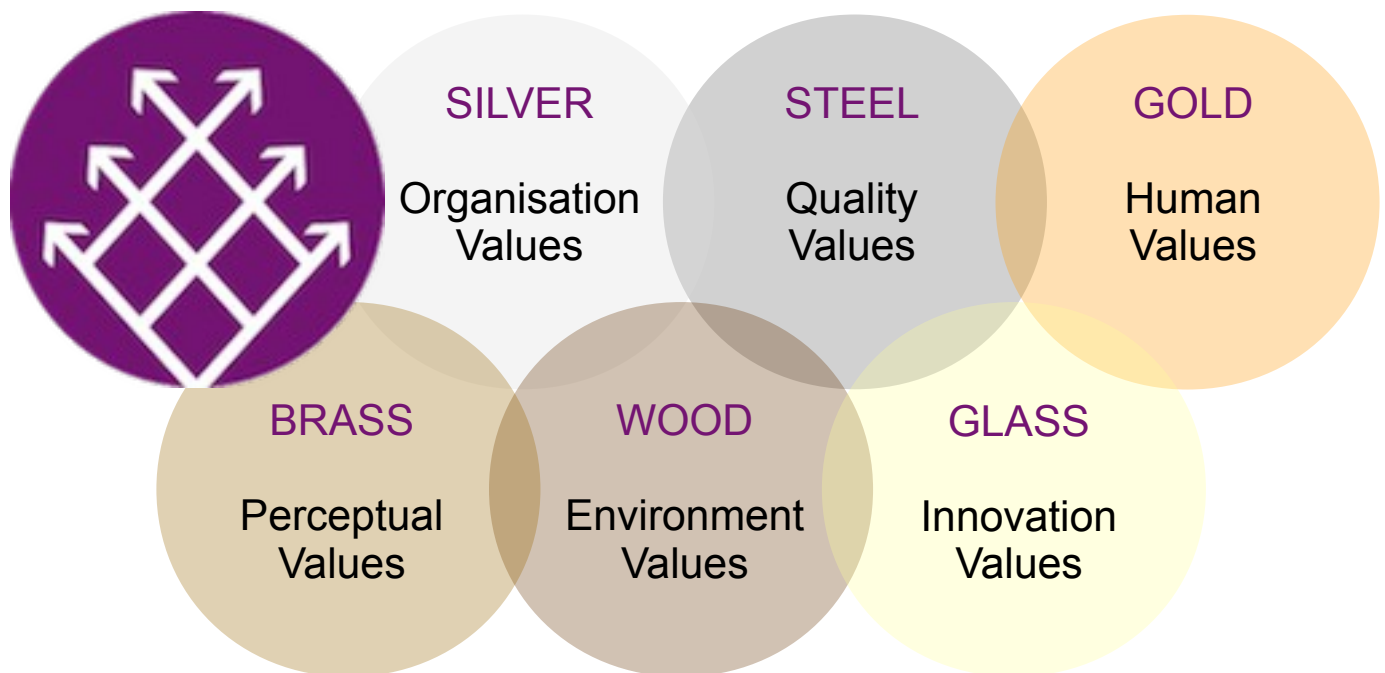 SILVER
Organisation
Values
STEEL
Quality
Values
GOLD
Human
Values
BRASS
Perceptual
Values
WOOD
Environment
Values
GLASS
Innovation
Values